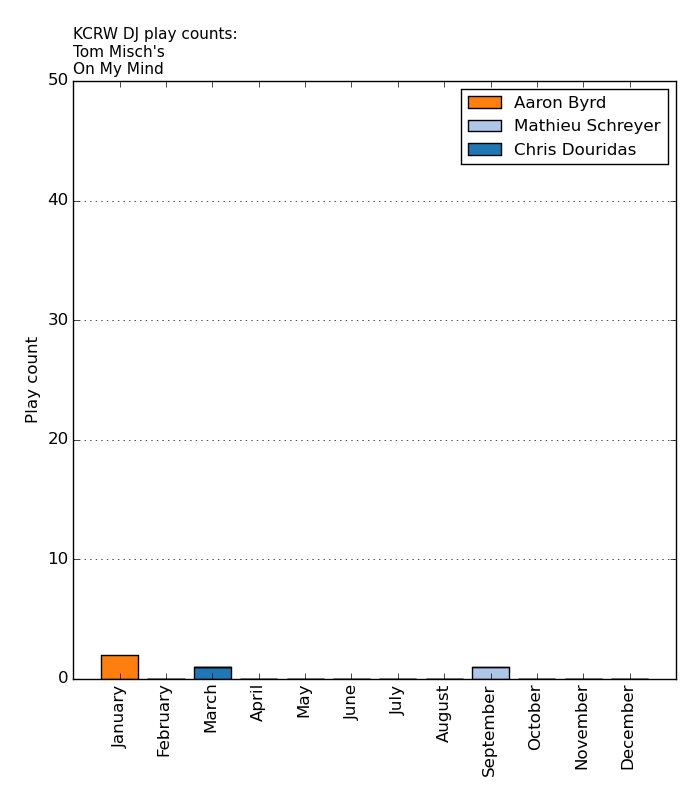 KCRW DJ play counts:
Tom Misch's
On My Mind
Aaron Byrd
Mathieu Schreyer
Chris Douridas
Play count
50
40
30
20
10
0
January
February
March
April
May
June
July
August
September
October
November
December